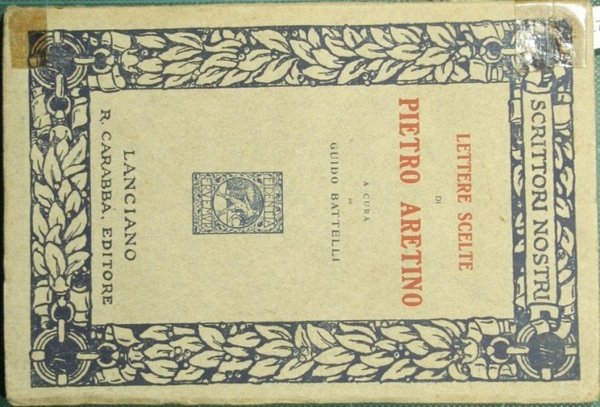 SCRITTORI NOSTRI
LETTERE SCELTE
DI
PIETRO ARETINO
A CURA
DI
GUIDO BATTELLI
LANCIANO
R. CARABBA, EDITORE